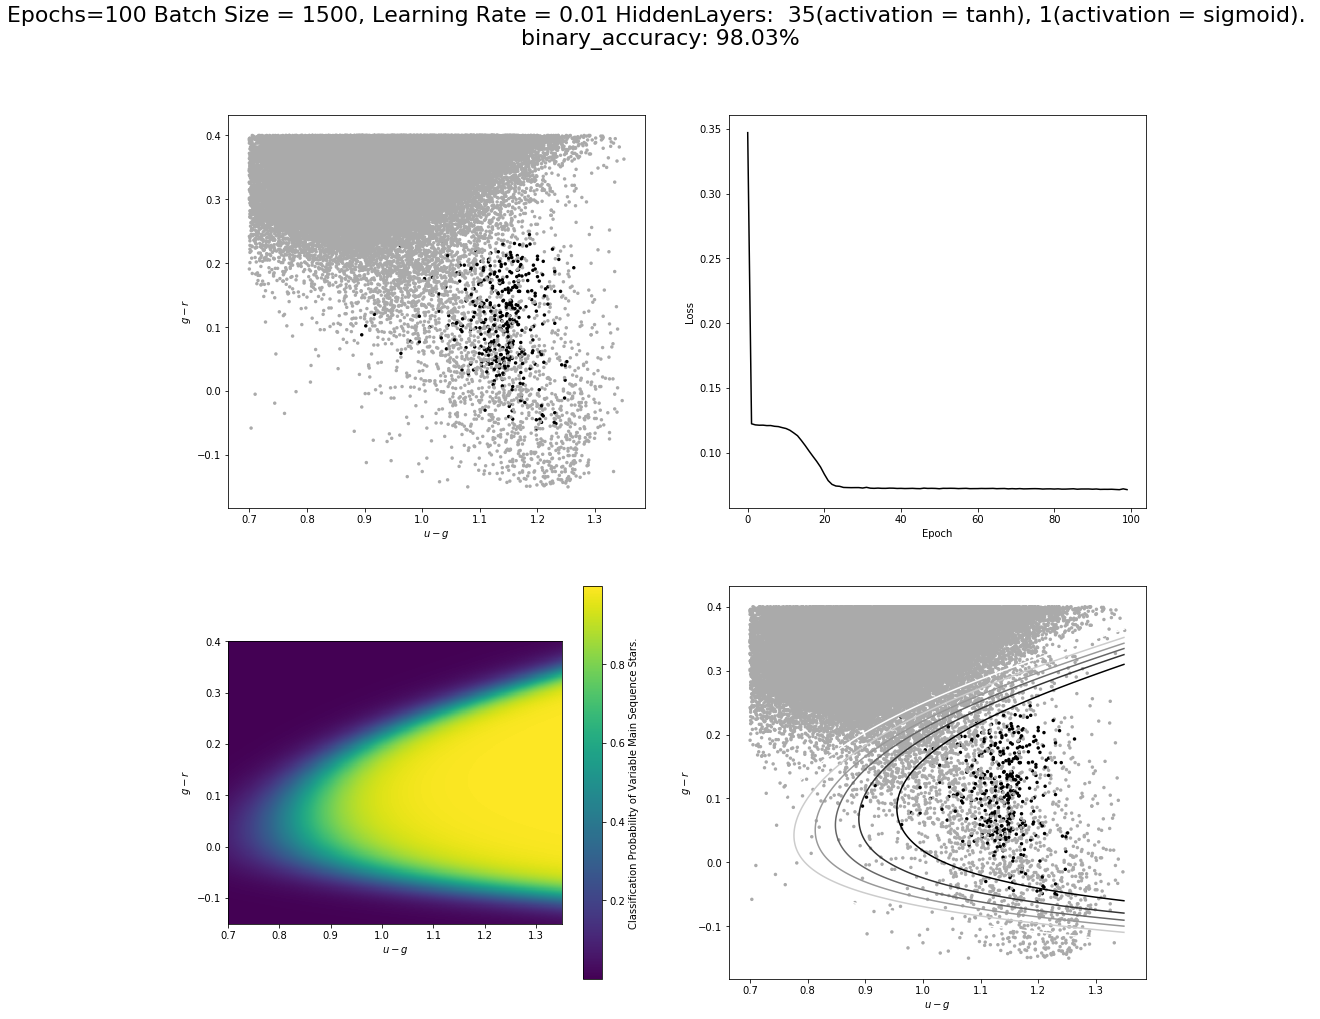 Epochs=100 Batch Size = 1500, Learning Rate = 0.01 HiddenLayers:  35(activation = tanh), 1(activation = sigmoid).
binary_accuracy: 98.03%
0.4
0.3
0.2
0.1
0.0
−0.1
g − r
0.7 0.8 0.9 1.0 1.1 1.2 1.3
u − g
0.35
0.30
0.25
0.20
0.15
0.10
Loss
0 20 40 60 80 100
Epoch
0.4
0.3
0.2
0.1
0.0
−0.1
g − r
0.7 0.8 0.9 1.0 1.1 1.2 1.3
u − g
0.8
0.6
0.4
0.2
Classification Probability of Variable Main Sequence Stars.
0.4
0.3
0.2
0.1
0.0
−0.1
g − r
0.7 0.8 0.9 1.0 1.1 1.2 1.3
u − g